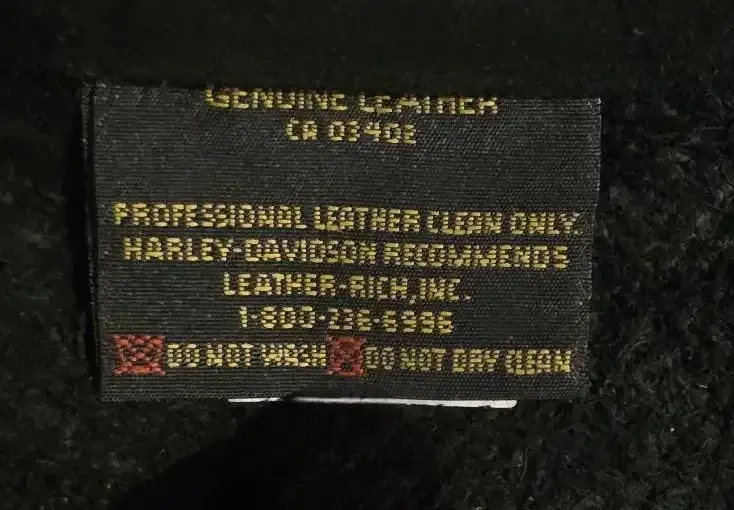 GENUINE LEATHER
CA 03402
PROFESSIONAL LEATHER CLEAN ONLY.
HARLEY-DAVIDSON RECOMMENDS
LEATHER-RICH, INC.
1-800-236-6996
DO NOT WASH DO NOT DRY CLEAN